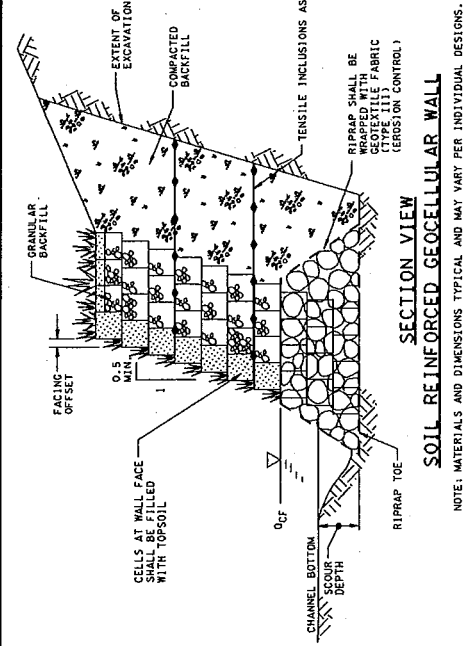 FACING
OFFSET
GRANULAR
BACKFILL
EXTENT OF
EXCAVATION
COMPACTED
BACKFILL
0.5
MIN
1
CELLS AT WALL FACE
SHALL BE FILLED
WITH TOPSOIL
TENSILE INCLUSIONS AS
QCF
RIPRAP SHALL BE
WRAPPED WITH
GEOTEXTILE FABRIC
(TYPE III)
(EROSION CONTROL)
CHANNEL BOTTOM
SCOUR
DEPTH
RIPRAP TOE
SECTION VIEW
SOIL REINFORCED GEOCELLULAR WALL
NOTE: MATERIALS AND DIMENSIONS TYPICAL AND MAY VARY PER INDIVIDUAL DESIGNS.